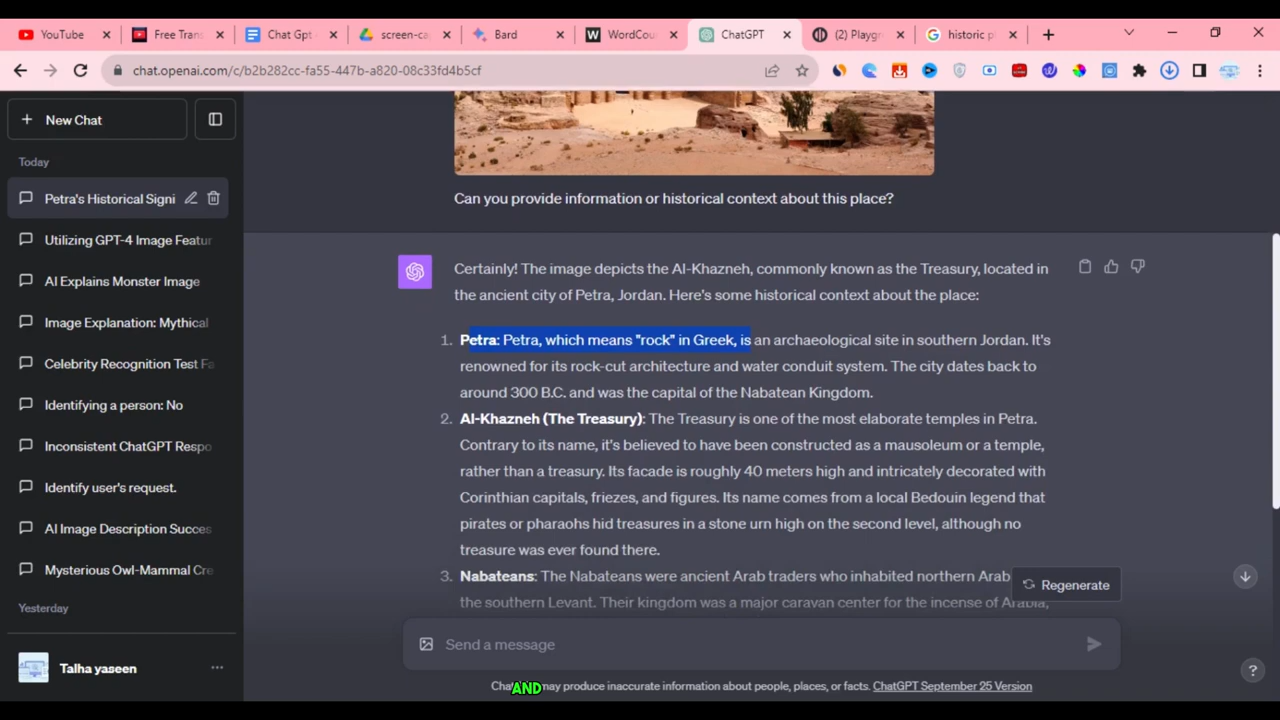 YouTube
Free Trans
Chat Gpt -
screen-ca
Bard
WordCou
ChatGPT
(2) Playg
historic p
chat.openai.com/c/b2b282cc-fa55-447b-a820-08c33fd4b5cf
New Chat
Today
Petra's Historical Signi
Utilizing GPT-4 Image Featur
AI Explains Monster Image
Image Explanation: Mythical
Celebrity Recognition Test Fa
Identifying a person: No
Inconsistent ChatGPT Respo
Identify user's request.
AI Image Description Succes
Mysterious Owl-Mammal Cre
Yesterday
Talha yaseen
Can you provide information or historical context about this place?
Certainly! The image depicts the Al-Khazneh, commonly known as the Treasury, located in
the ancient city of Petra, Jordan. Here's some historical context about the place:
1. Petra: Petra, which means "rock" in Greek, is an archaeological site in southern Jordan. It's
renowned for its rock-cut architecture and water conduit system. The city dates back to
around 300 B.C. and was the capital of the Nabatean Kingdom.
2. Al-Khazneh (The Treasury): The Treasury is one of the most elaborate temples in Petra.
Contrary to its name, it's believed to have been constructed as a mausoleum or a temple,
rather than a treasury. Its facade is roughly 40 meters high and intricately decorated with
Corinthian capitals, friezes, and figures. Its name comes from a local Bedouin legend that
pirates or pharaohs hid treasures in a stone urn high on the second level, although no
treasure was ever found there.
3. Nabateans: The Nabateans were ancient Arab traders who inhabited northern Arab
the southern Levant. Their kingdom was a major caravan center for the incense of Arabia,
Regenerate
Send a message
Chat AND may produce inaccurate information about people, places, or facts. ChatGPT September 25 Version
?